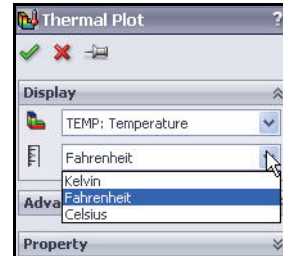 Thermal Plot ?
Display
TEMP: Temperature
Fahrenheit
Kelvin
Fahrenheit
Celsius
Adva
Property